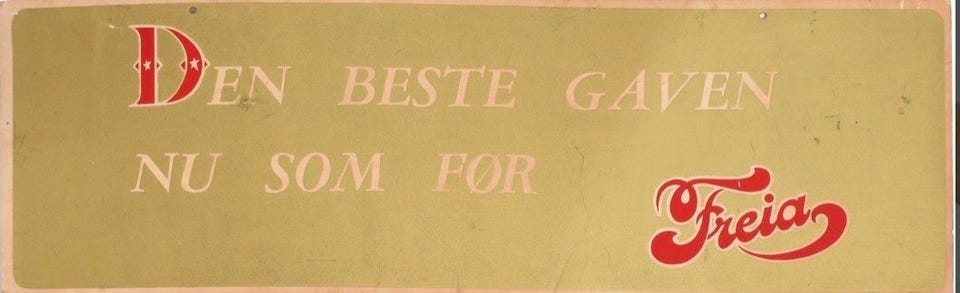 DEN BESTE GAVEN
NU SOM FØR
Freia